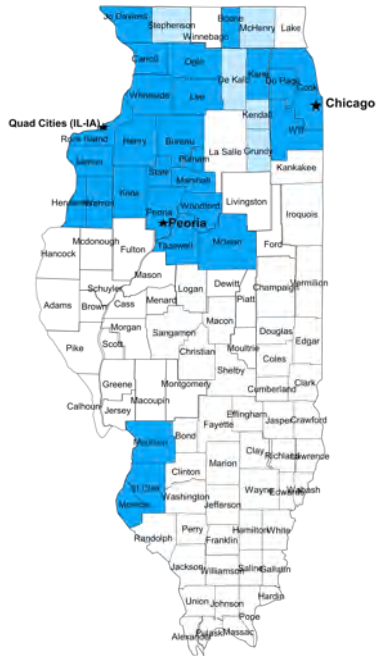 Jo Daviess
Stephenson
Winnebago
Boone
McHenry
Lake
Carroll
Ogle
De Kalb
Kane
Du Page
Cook
Chicago
Whiteside
Lee
Kendall
Will
Quad Cities (IL-IA)
Rock Island
Henry
Bureau
La Salle
Grundy
Mercer
Putnam
Kankakee
Stark
Marshall
Henderson
Warren
Knox
Peoria
Woodford
Livingston
Iroquois
Peoria
Tazewell
Mclean
Ford
Hancock
Mcdonough
Fulton
Mason
Logan
Dewitt
Champaign
Vermilion
Schuyler
Adams
Brown
Cass
Menard
Piatt
Macon
Morgan
Sangamon
Douglas
Edgar
Pike
Scott
Christian
Moultrie
Coles
Shelby
Greene
Montgomery
Cumberland
Clark
Calhoun
Jersey
Macoupin
Effingham
Fayette
Jasper
Crawford
Madison
Bond
Clay
Richland
Lawrence
Clinton
Marion
St Clair
Washington
Wayne
Edwards
Wabash
Monroe
Jefferson
Randolph
Perry
Hamilton
White
Franklin
Jackson
Williamson
Saline
Gallatin
Hardin
Union
Johnson
Pope
Alexander
Pulaski
Massac